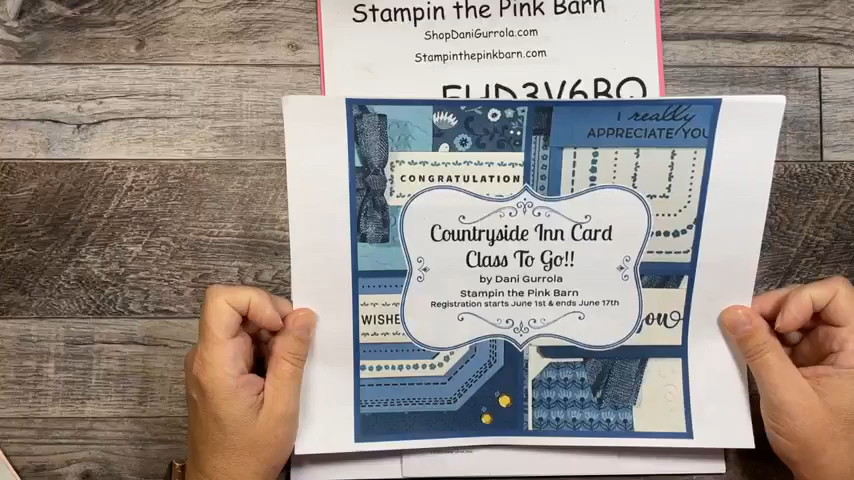 Stampin the Pink Barn
ShopDaniGurrola.com
Stampinthepinkbarn.com
I really
APPRECIATE YOU
CONGRATULATION
Countryside Inn Card
Class To Go!!
by Dani Gurrola
Stampin the Pink Barn
Registration starts June 1st & ends June 17th
WISHE
you